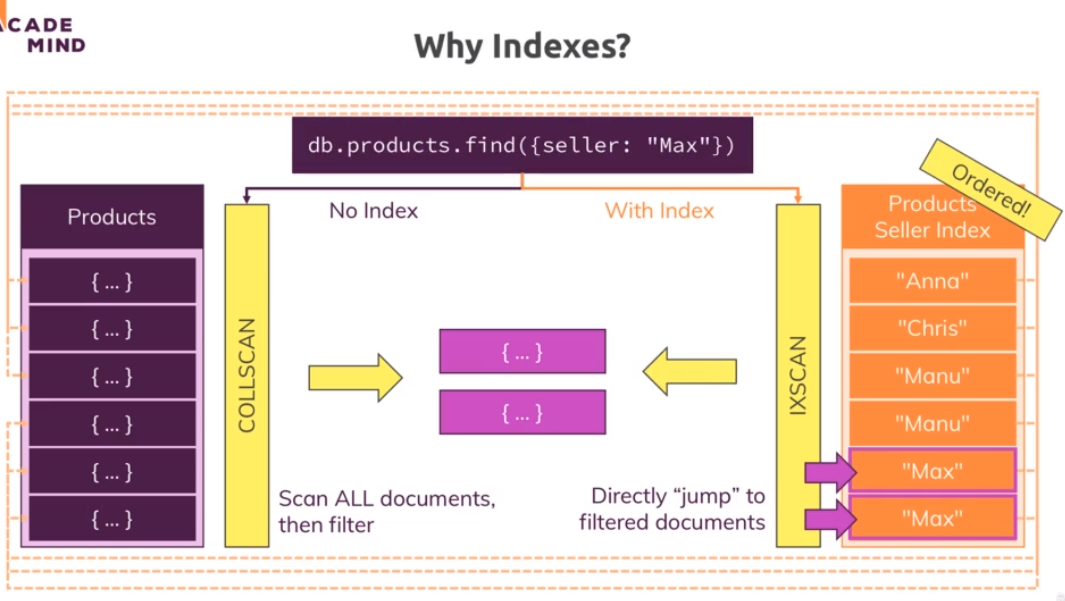 CADE
MIND
Why Indexes?
db.products.find({seller: "Max"})
Ordered!
No Index
With Index
Products
{ ... }
{ ... }
{ ... }
{ ... }
{ ... }
{ ... }
COLLSCAN
Scan ALL documents,
then filter
{ ... }
{ ... }
Directly “jump” to
filtered documents
IXSCAN
Products
Seller Index
"Anna"
"Chris"
"Manu"
"Manu"
"Max"
"Max"